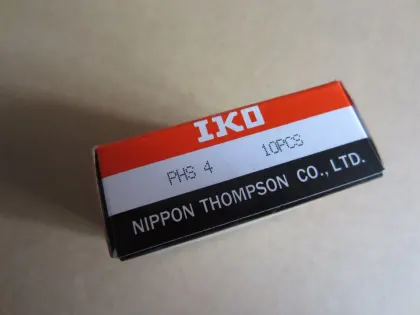 IKO
PHS 4 10PCS
NIPPON THOMPSON CO., LTD.